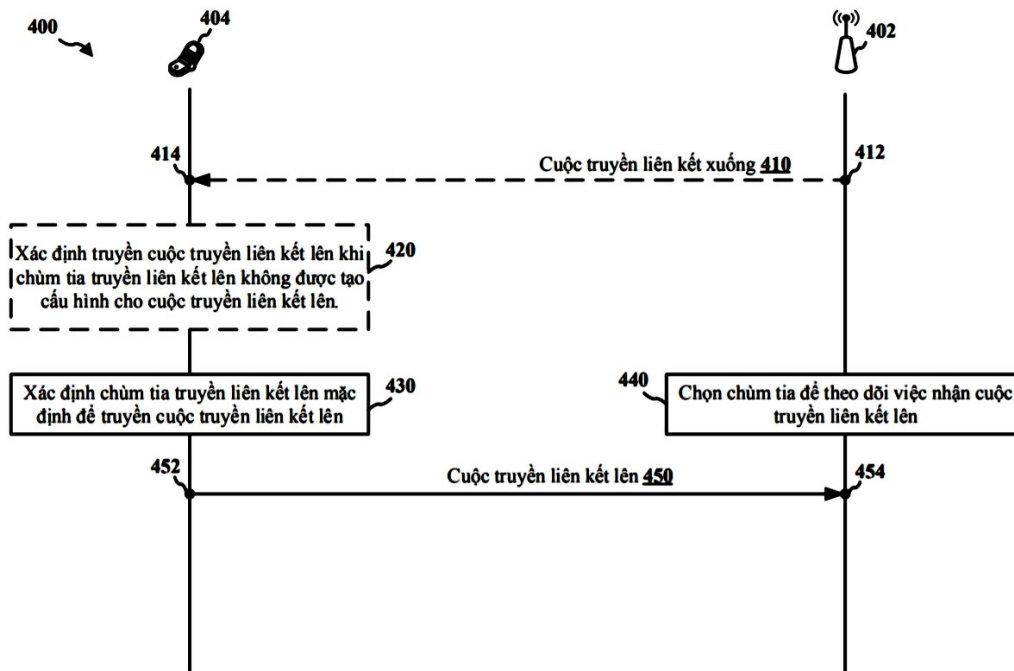 400
404
402
414
Cuộc truyền liên kết xuống 410
412
Xác định truyền cuộc truyền liên kết lên khi
chùm tia truyền liên kết lên không được tạo
cấu hình cho cuộc truyền liên kết lên.
420
Xác định chùm tia truyền liên kết lên mặc
định để truyền cuộc truyền liên kết lên
430
440
Chọn chùm tia để theo dõi việc nhận cuộc
truyền liên kết lên
452
Cuộc truyền liên kết lên 450
454